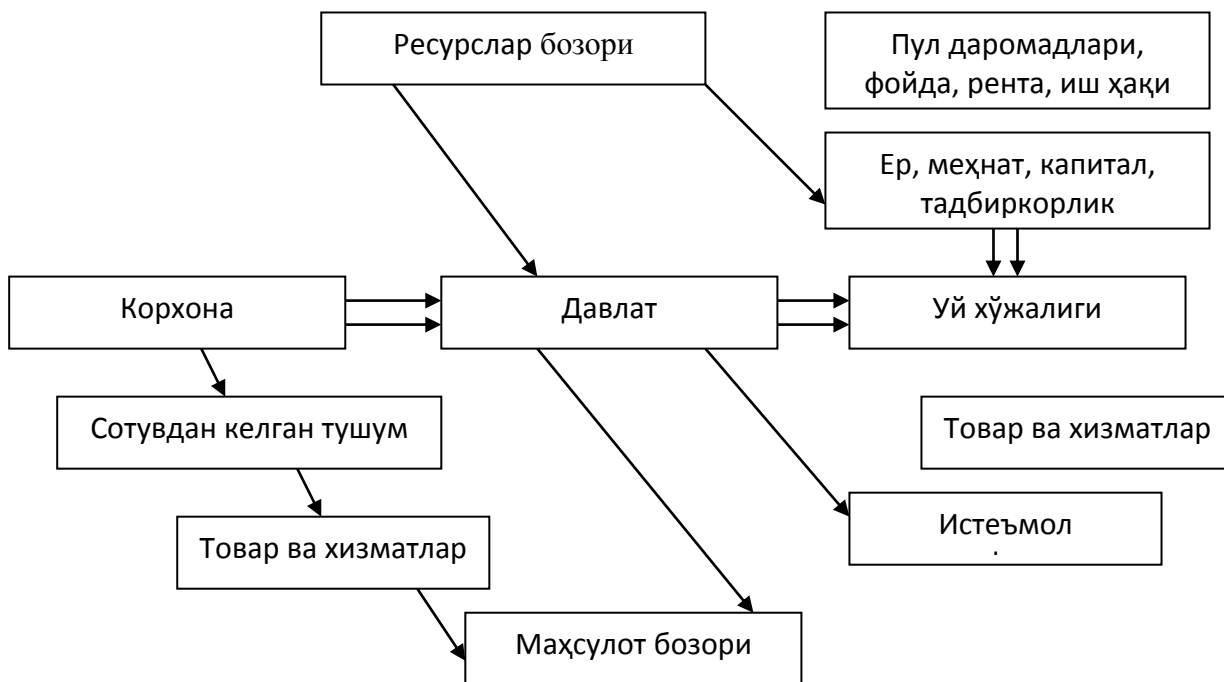 Ресурслар бозори
Пул даромадлари,
фойда, рента, иш ҳақи
Ер, меҳнат, капитал,
тадбиркорлик
Корхона
Давлат
Уй хўжалиги
Сотувдан келган тушум
Товар ва хизматлар
Товар ва хизматлар
Истеъмол
Маҳсулот бозори